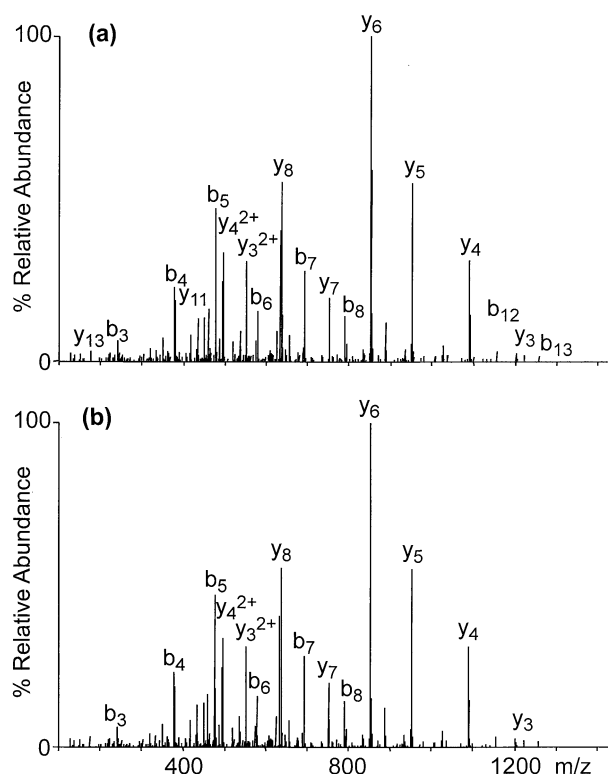 (a)
100
% Relative Abundance
0
y13
b3
b4
y11
b5
y4 2+
y3 2+
b6
y8
b7
y7
b8
y6
y5
y4
b12
y3
b13
(b)
100
% Relative Abundance
0
b3
b4
b5
y4 2+
y3 2+
b6
y8
b7
y7
b8
y6
y5
y4
y3
400
800
m/z
1200